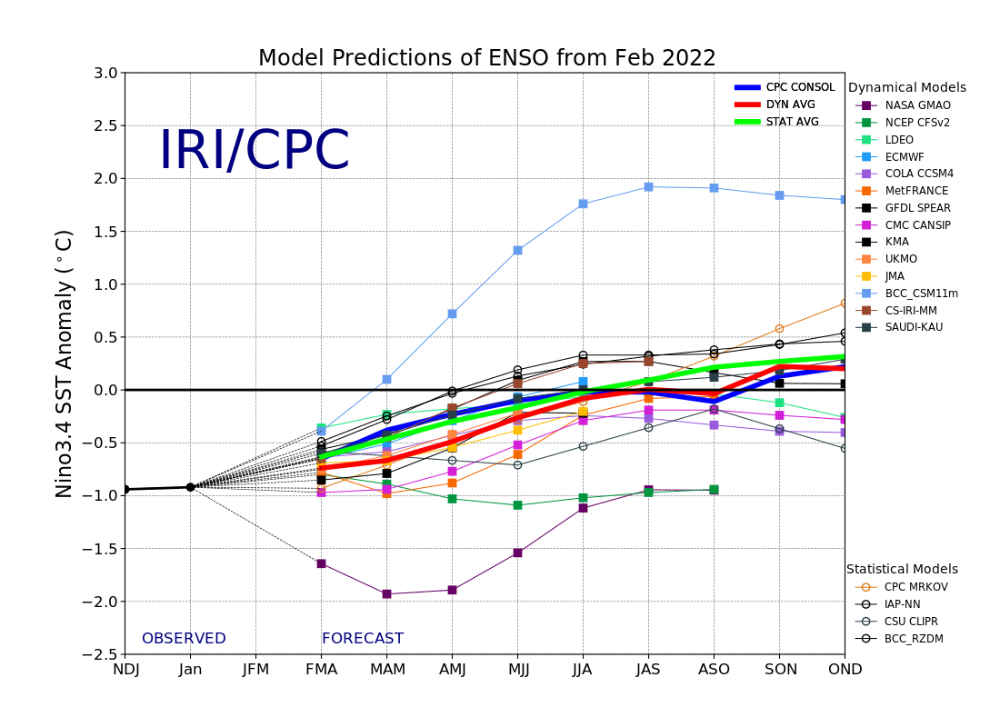 Model Predictions of ENSO from Feb 2022
Nino3.4 SST Anomaly (°C)
3.0
2.5
2.0
1.5
1.0
0.5
0.0
−0.5
−1.0
−1.5
−2.0
−2.5
IRI/CPC
CPC CONSOL
DYN AVG
STAT AVG
OBSERVED
FORECAST
NDJ
Jan
JFM
FMA
MAM
AMJ
MJJ
JJA
JAS
ASO
SON
OND
Dynamical Models
NASA GMAO
NCEP CFSv2
LDEO
ECMWF
COLA CCSM4
MetFRANCE
GFDL SPEAR
CMC CANSIP
KMA
UKMO
JMA
BCC_CSM11m
CS-IRI-MM
SAUDI-KAU
Statistical Models
CPC MRKOV
IAP-NN
CSU CLIPR
BCC_RZDM